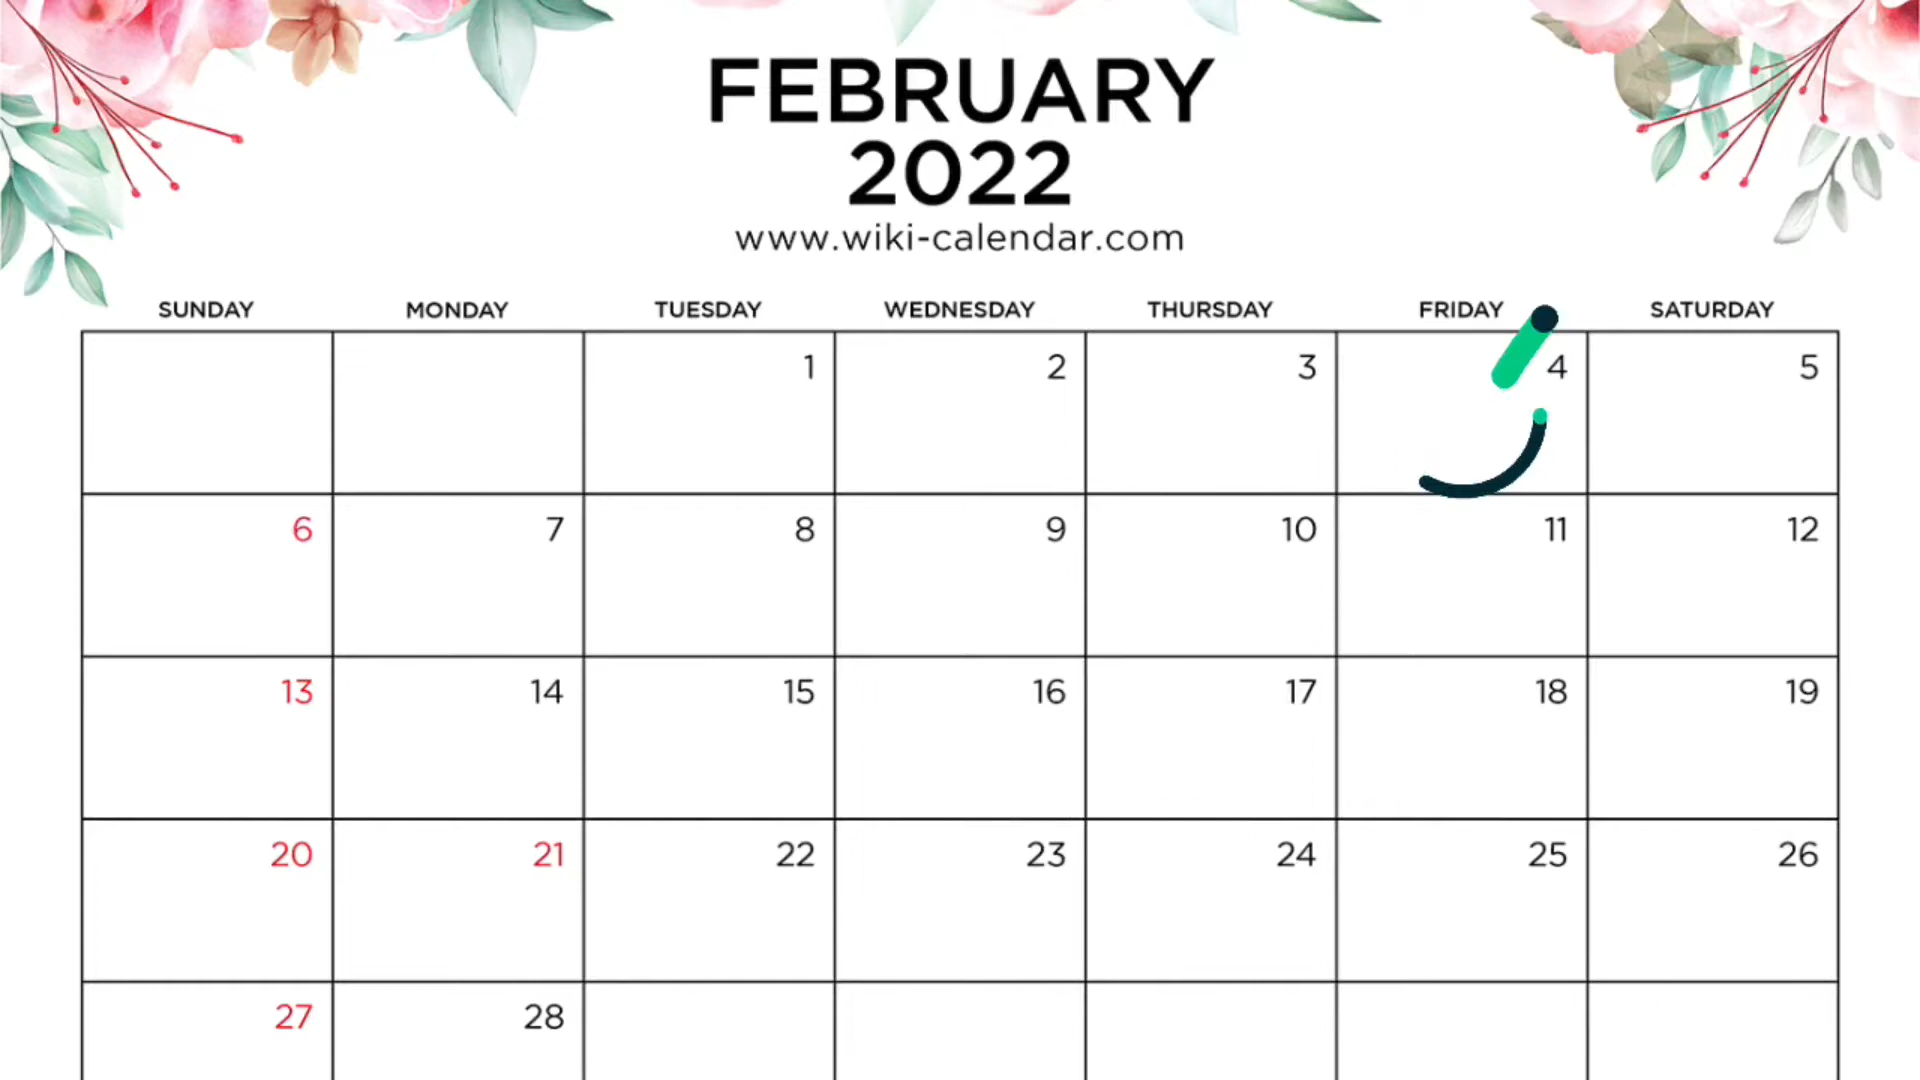 FEBRUARY
2022
www.wiki-calendar.com
SUNDAY MONDAY TUESDAY WEDNESDAY THURSDAY FRIDAY SATURDAY
1 2 3 4 5
6 7 8 9 10 11 12
13 14 15 16 17 18 19
20 21 22 23 24 25 26
27 28